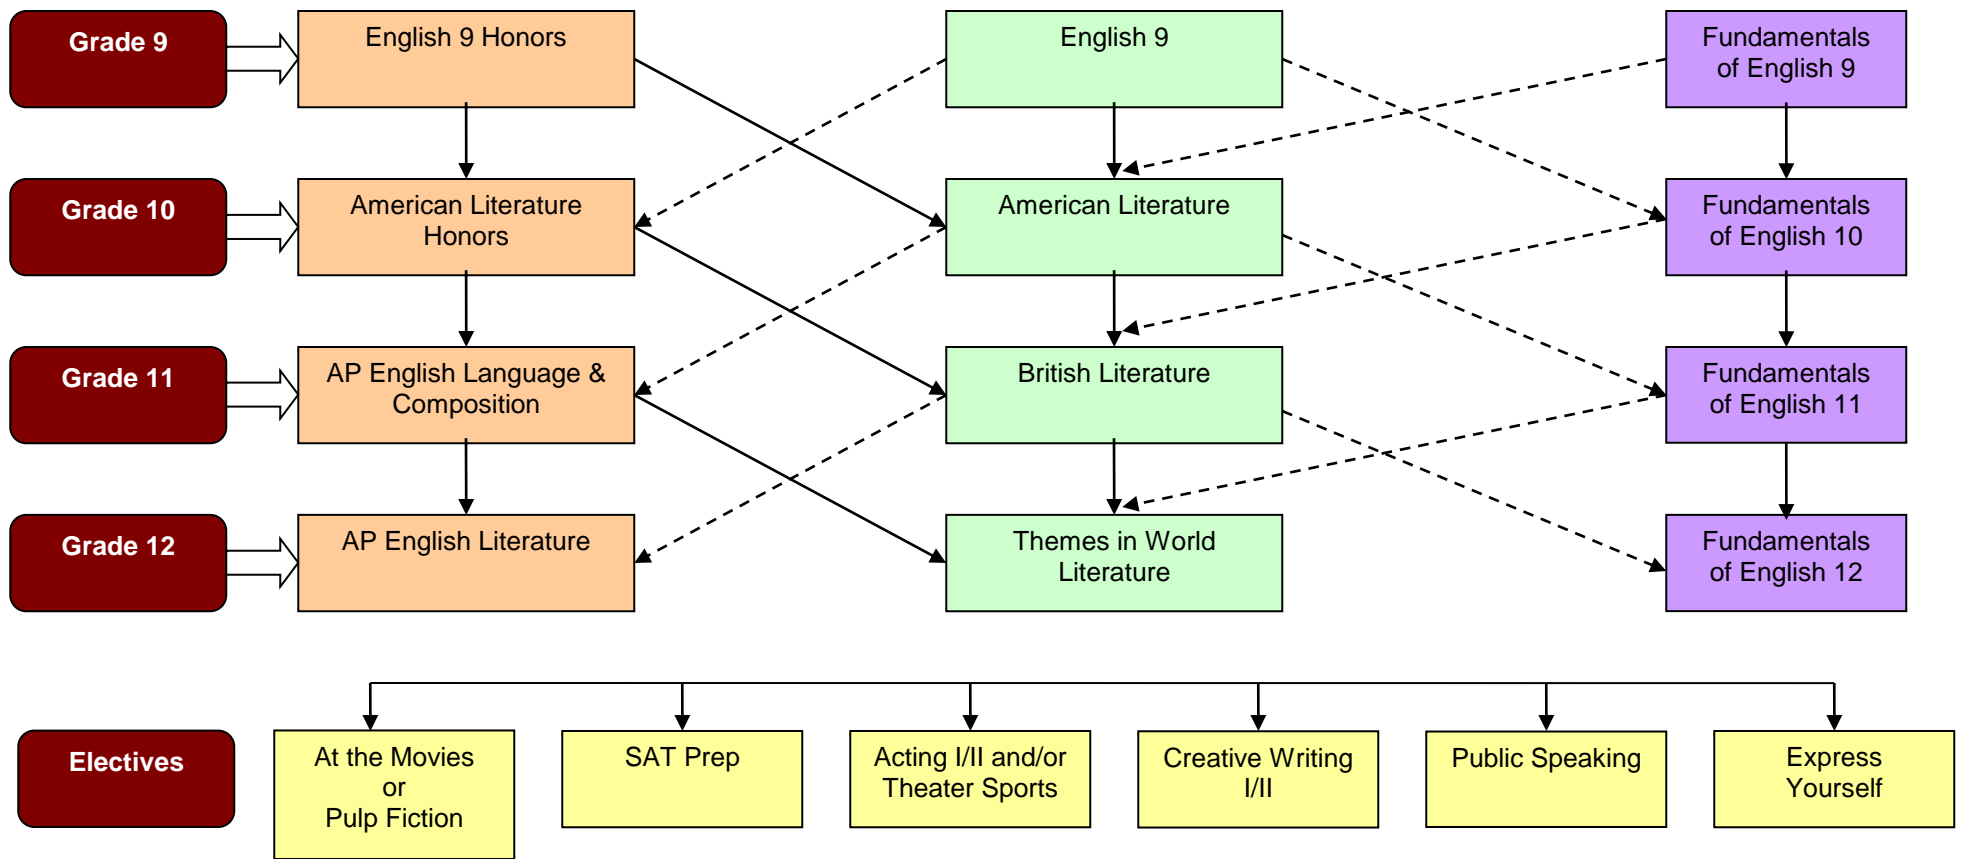 Grade 9
English 9 Honors
English 9
Fundamentals
of English 9
Grade 10
American Literature
Honors
American Literature
Fundamentals
of English 10
Grade 11
AP English Language &
Composition
British Literature
Fundamentals
of English 11
Grade 12
AP English Literature
Themes in World
Literature
Fundamentals
of English 12
Electives
At the Movies
or
Pulp Fiction
SAT Prep
Acting I/II and/or
Theater Sports
Creative Writing
I/II
Public Speaking
Express
Yourself